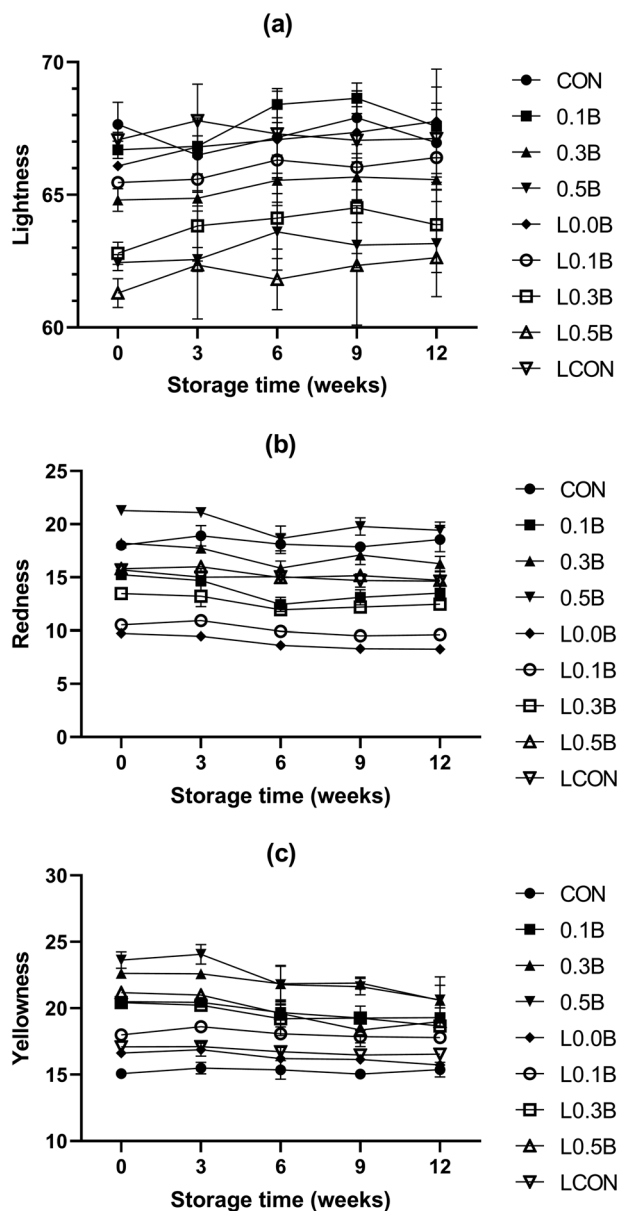 (a)
70
65
60
Lightness
0 3 6 9 12
Storage time (weeks)
CON
0.1B
0.3B
0.5B
L0.0B
L0.1B
L0.3B
L0.5B
LCON
(b)
25
20
15
10
5
0
Redness
0 3 6 9 12
Storage time (weeks)
CON
0.1B
0.3B
0.5B
L0.0B
L0.1B
L0.3B
L0.5B
LCON
(c)
30
25
20
15
10
Yellowness
0 3 6 9 12
Storage time (weeks)
CON
0.1B
0.3B
0.5B
L0.0B
L0.1B
L0.3B
L0.5B
LCON